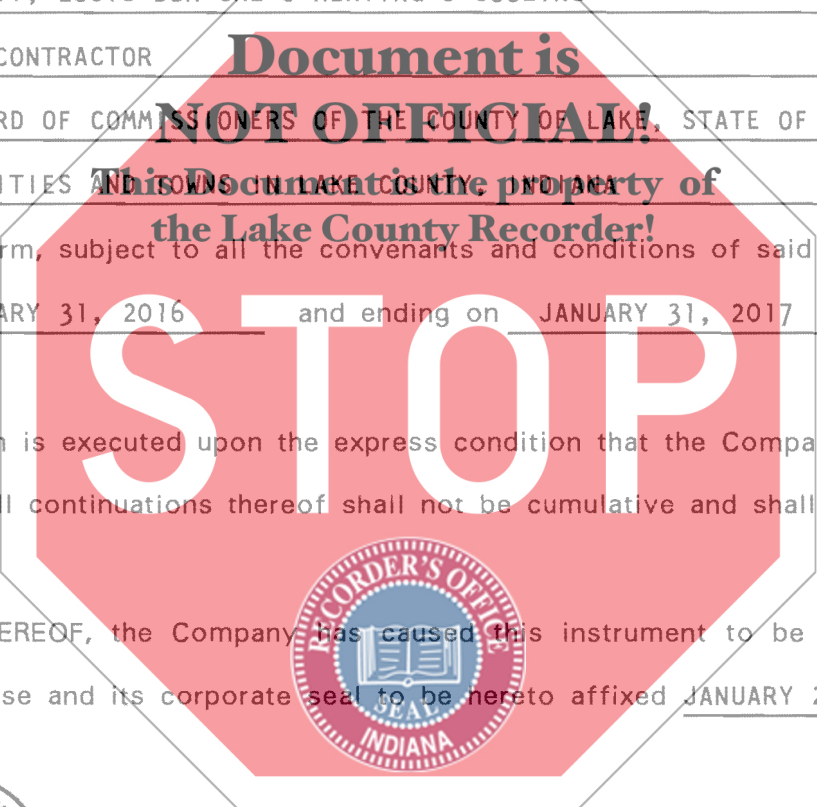 CONTRACTOR
Document is
RD OF COMMISSIONERS OF THE COUNTY OF LAKE, STATE OF
NOT OFFICIAL!
ITIES AND TOWNS IN LAKE COUNTY, INDIANA
This Document is the property of
the Lake County Recorder!
rm, subject to all the convenants and conditions of said
ARY 31, 2016 and ending on JANUARY 31, 2017
STOP
n is executed upon the express condition that the Compa
ll continuations thereof shall not be cumulative and shall
RECORDER'S OFFICE
EREOF, the Company has caused this instrument to be
se and its corporate seal to be hereto affixed JANUARY 2
SEAL
INDIANA